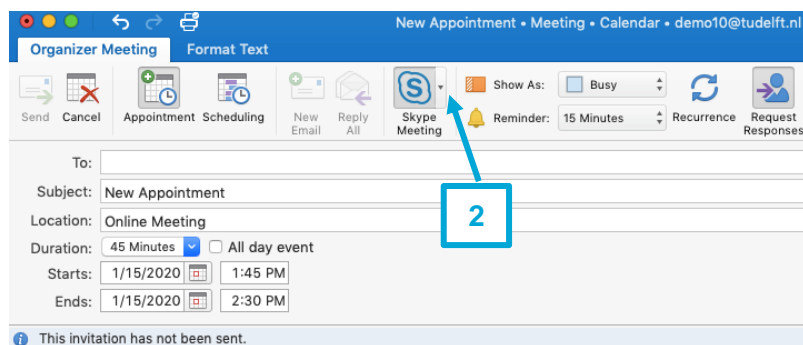 New Appointment • Meeting • Calendar • demo10@tudelft.nl
Organizer Meeting Format Text
Send Cancel Appointment Scheduling New Email Reply All S Skype Meeting Show As: Busy Recurrence Request Responses
Reminder: 15 Minutes
2
To:
Subject: New Appointment
Location: Online Meeting
Duration: 45 Minutes All day event
Starts: 1/15/2020 1:45 PM
Ends: 1/15/2020 2:30 PM
This invitation has not been sent.